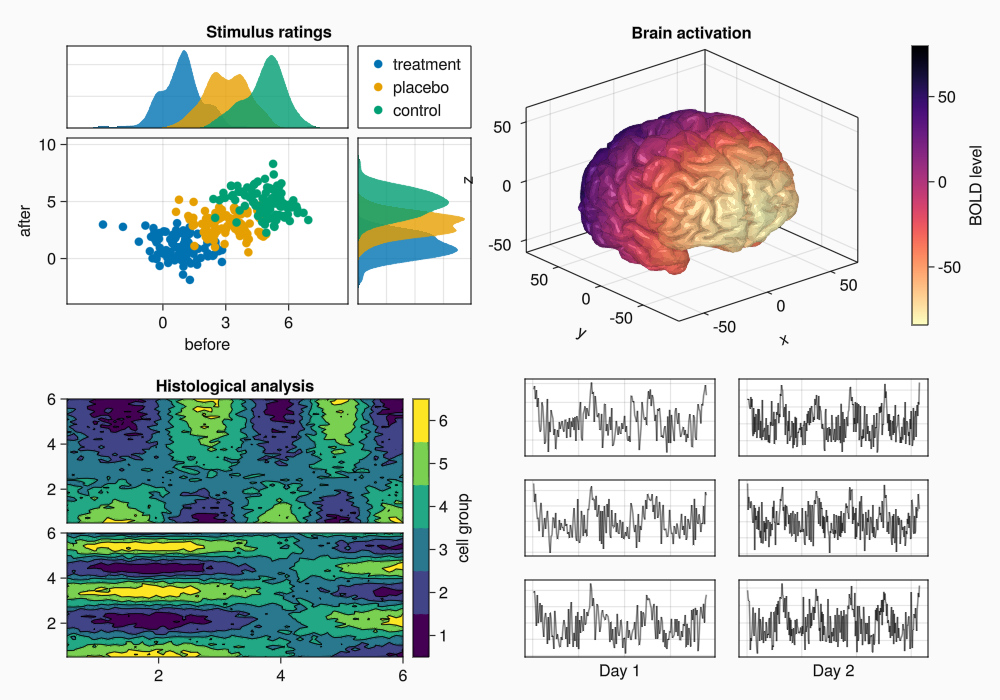 Stimulus ratings
treatment
placebo
control
10
5
0
after
0
3
6
before
Brain activation
z
50
0
-50
50
0
-50
y
-50
0
50
x
50
0
-50
BOLD level
Histological analysis
6
4
2
6
4
2
2
4
6
6
5
4
3
2
1
cell group
Day 1
Day 2